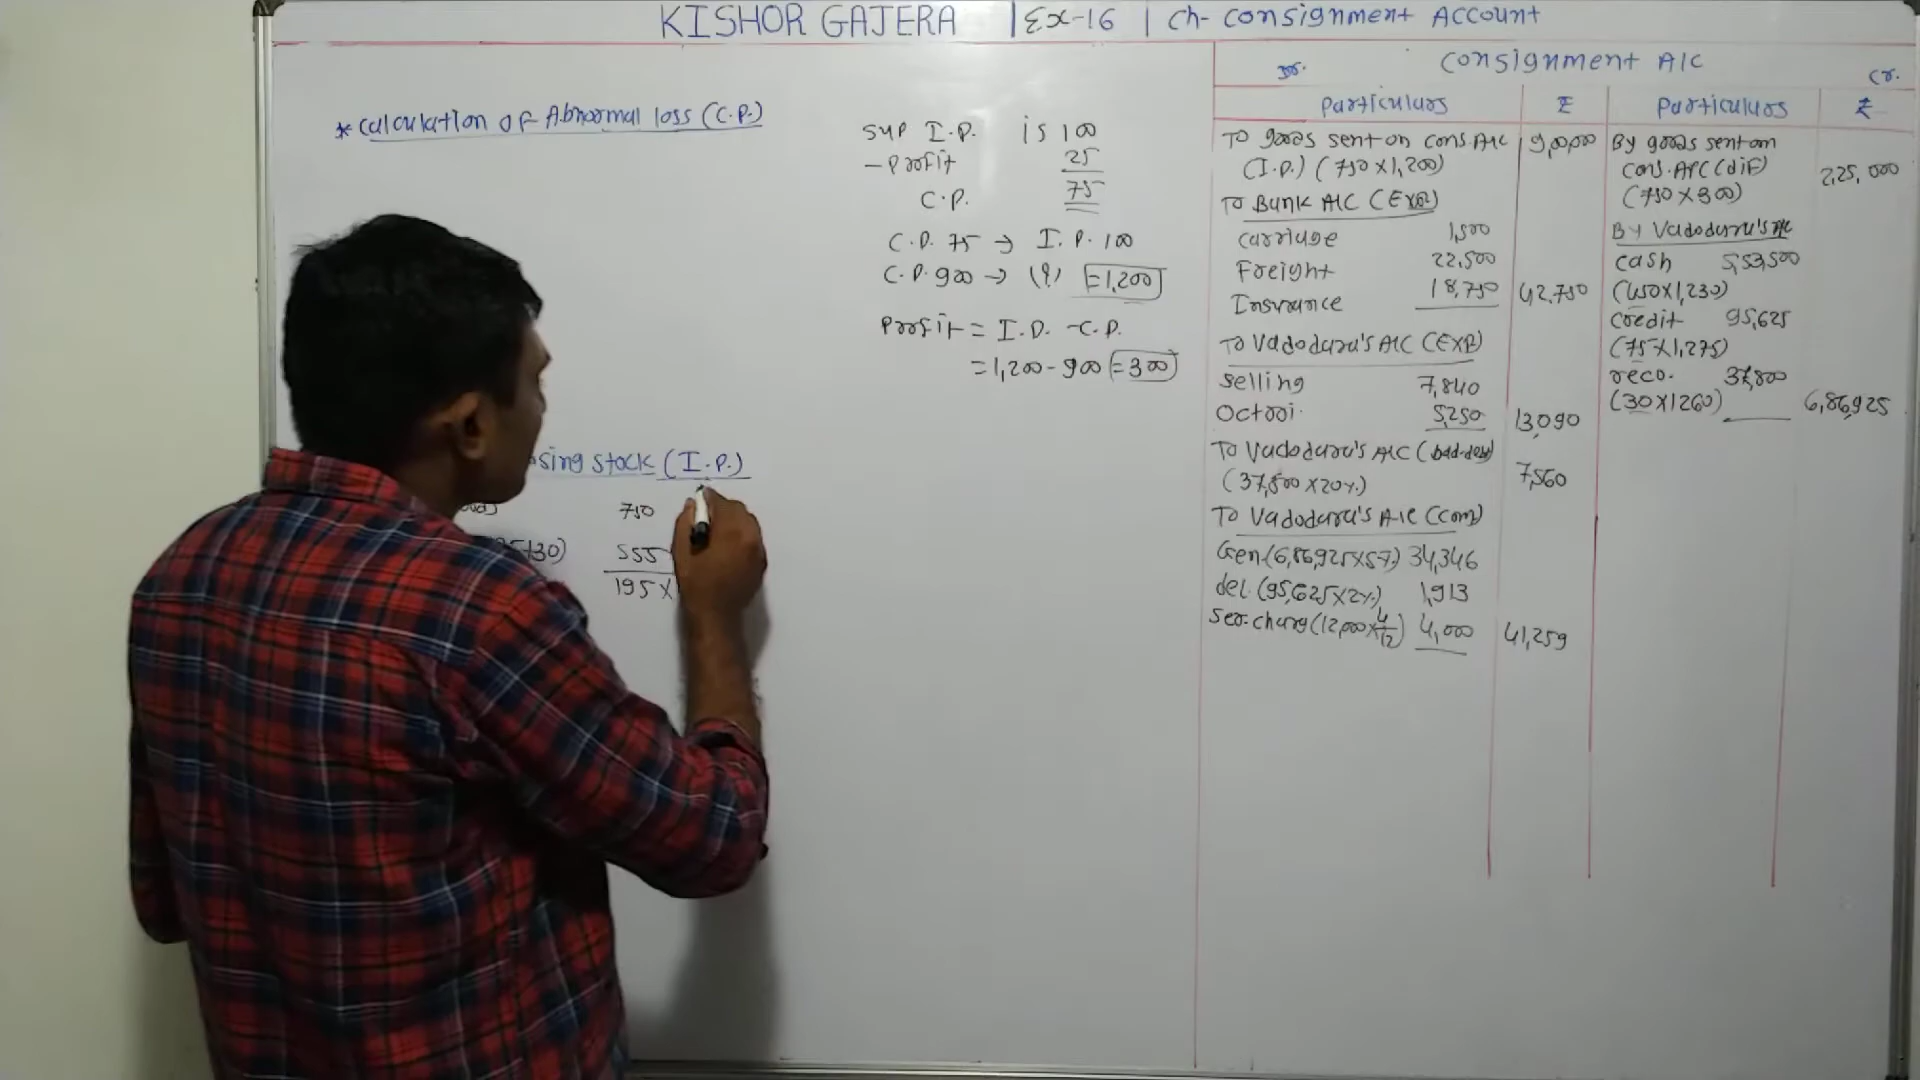 KISHOR GAJERA | Ex-16 | Ch- Consignment Account
* Calculation of Abnormal loss (C.P.)
sing stock (I.P.)
750
+30)
555
195 X
Sup I.P. is 100
- Profit 25
C.P. 75
C.P. 75 → I.P. 100
C.P. 900 → (?) = 1,200
Profit = I.P. - C.P.
= 1,200 - 900 = 300
Consignment A/C
Dr. Cr.
Particulars ₹ Particulars ₹
To goods sent on cons. A/C 9,00,000
(I.P.) (750 X 1,200)
To Bank A/C (EXP.)
Carriage 1,500
Freight 22,500
Insurance 18,750 42,750
To Vadodara's A/C (EXP.)
Selling 7,840
Octroi 5,250 13,090
To Vadodara's A/C (bad-debt)
(37,800 X 20%) 7,560
To Vadodara's A/C (com)
Gen (6,86,925 X 5%) 34,346
del. (95,625 X 2%) 1,913
Ser. charg (12,000 X 4/12) 4,000 41,259
By goods sent on
cons. A/C (dif) 2,25,000
(750 X 300)
By Vadodara's A/C
Cash 5,53,500
(450 X 1,230)
Credit 95,625
(75 X 1,275)
reco. 37,800
(30 X 1260) 6,86,925